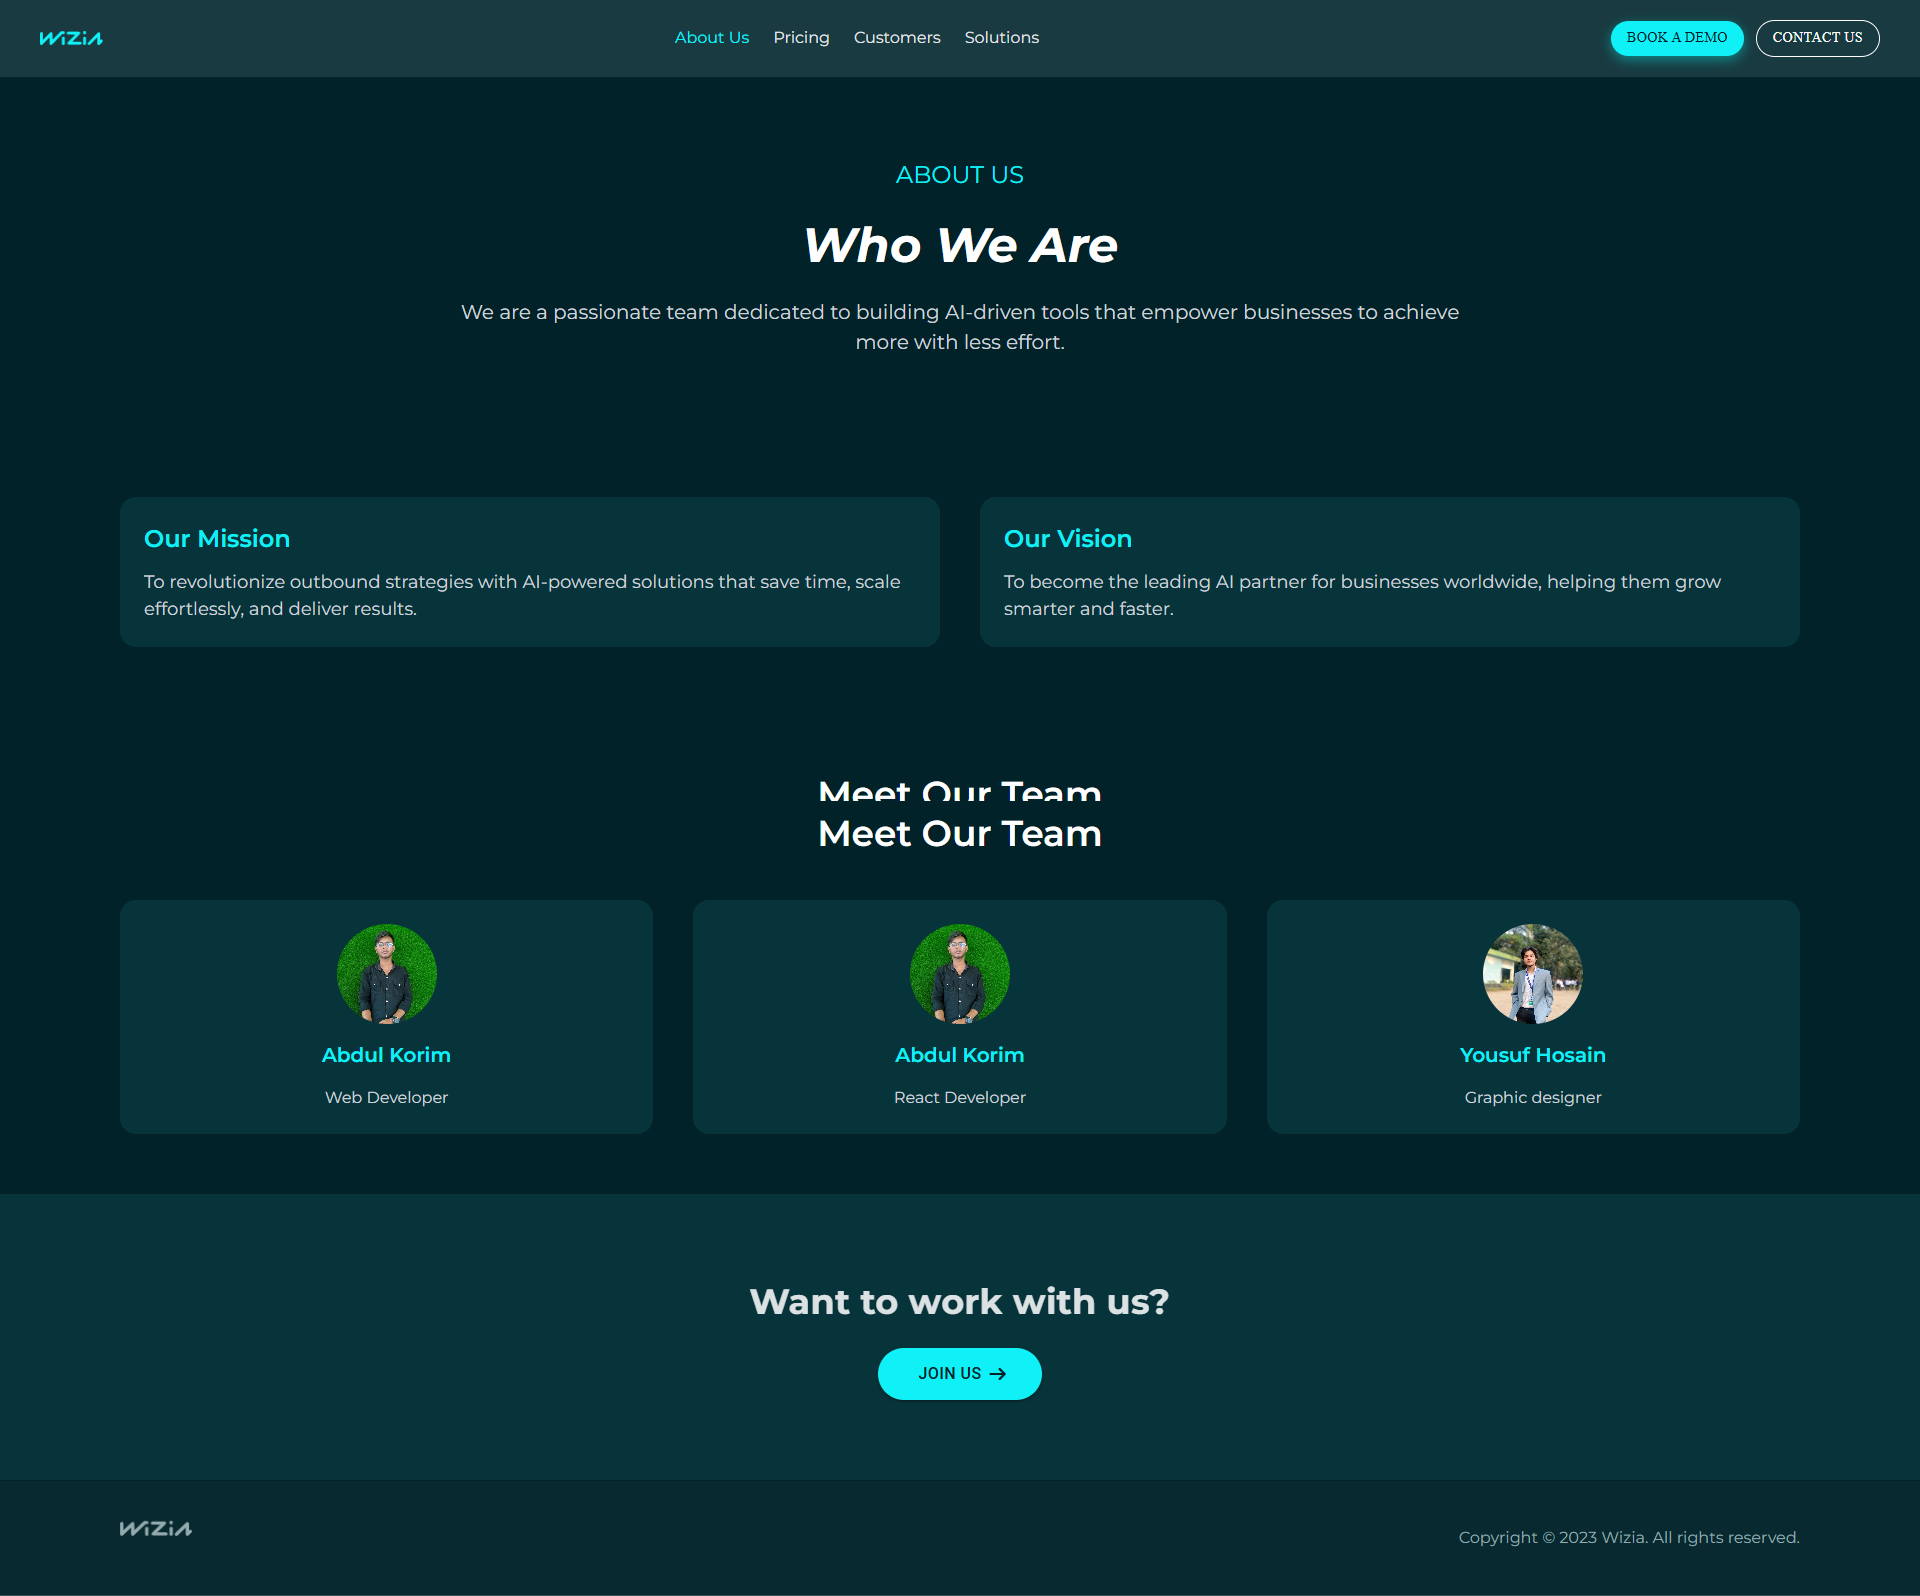 WiZiA
About Us Pricing Customers Solutions
BOOK A DEMO CONTACT US
ABOUT US
Who We Are
We are a passionate team dedicated to building AI-driven tools that empower businesses to achieve
more with less effort.
Our Mission
To revolutionize outbound strategies with AI-powered solutions that save time, scale
effortlessly, and deliver results.
Our Vision
To become the leading AI partner for businesses worldwide, helping them grow
smarter and faster.
Meet Our Team
Meet Our Team
Abdul Korim
Web Developer
Abdul Korim
React Developer
Yousuf Hosain
Graphic designer
Want to work with us?
JOIN US
WiZiA
Copyright © 2023 Wizia. All rights reserved.